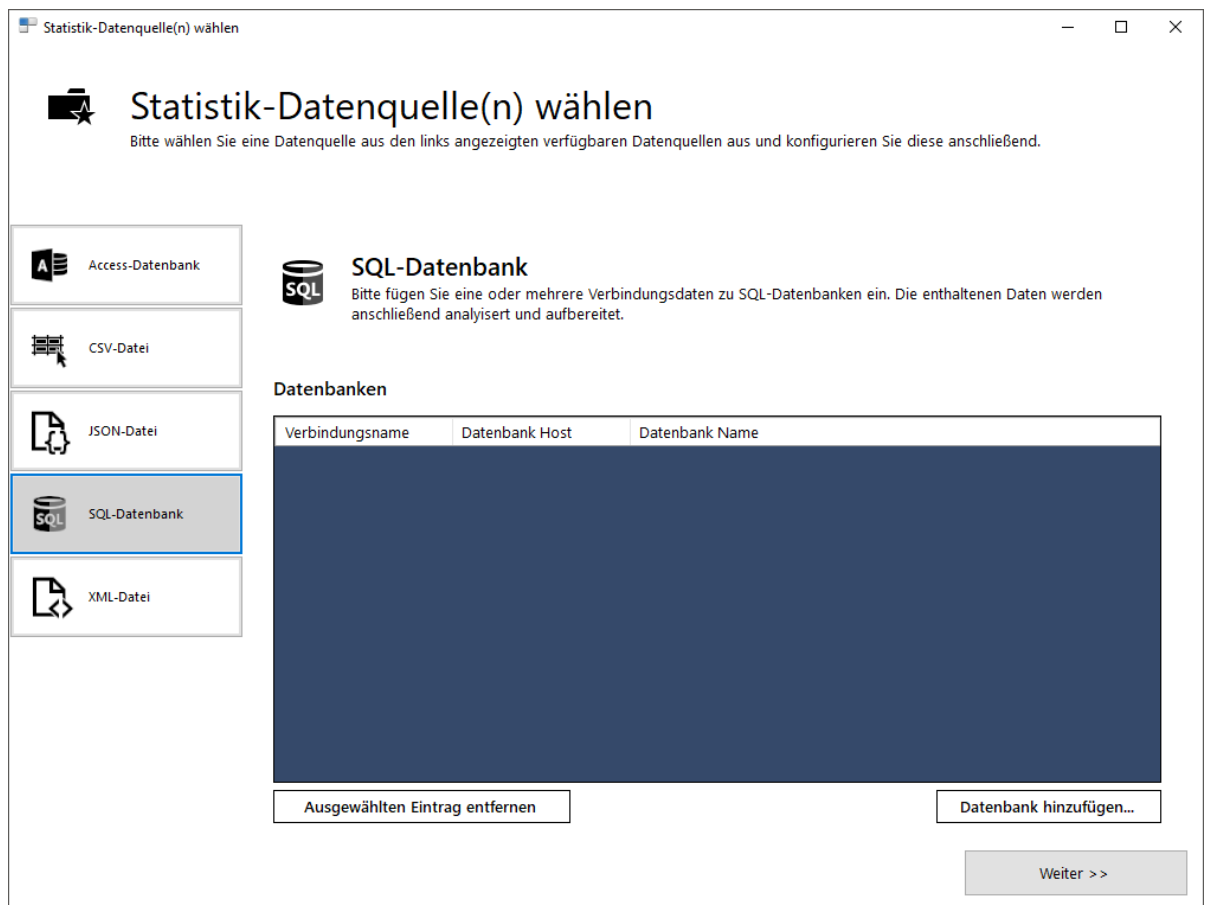 Statistik-Datenquelle(n) wählen
Statistik-Datenquelle(n) wählen
Bitte wählen Sie eine Datenquelle aus den links angezeigten verfügbaren Datenquellen aus und konfigurieren Sie diese anschließend.
A
Access-Datenbank
CSV-Datei
JSON-Datei
SQL
SQL-Datenbank
XML-Datei
SQL
SQL-Datenbank
Bitte fügen Sie eine oder mehrere Verbindungsdaten zu SQL-Datenbanken ein. Die enthaltenen Daten werden
anschließend analyisert und aufbereitet.
Datenbanken
Verbindungsname Datenbank Host Datenbank Name
Ausgewählten Eintrag entfernen
Datenbank hinzufügen...
Weiter >>